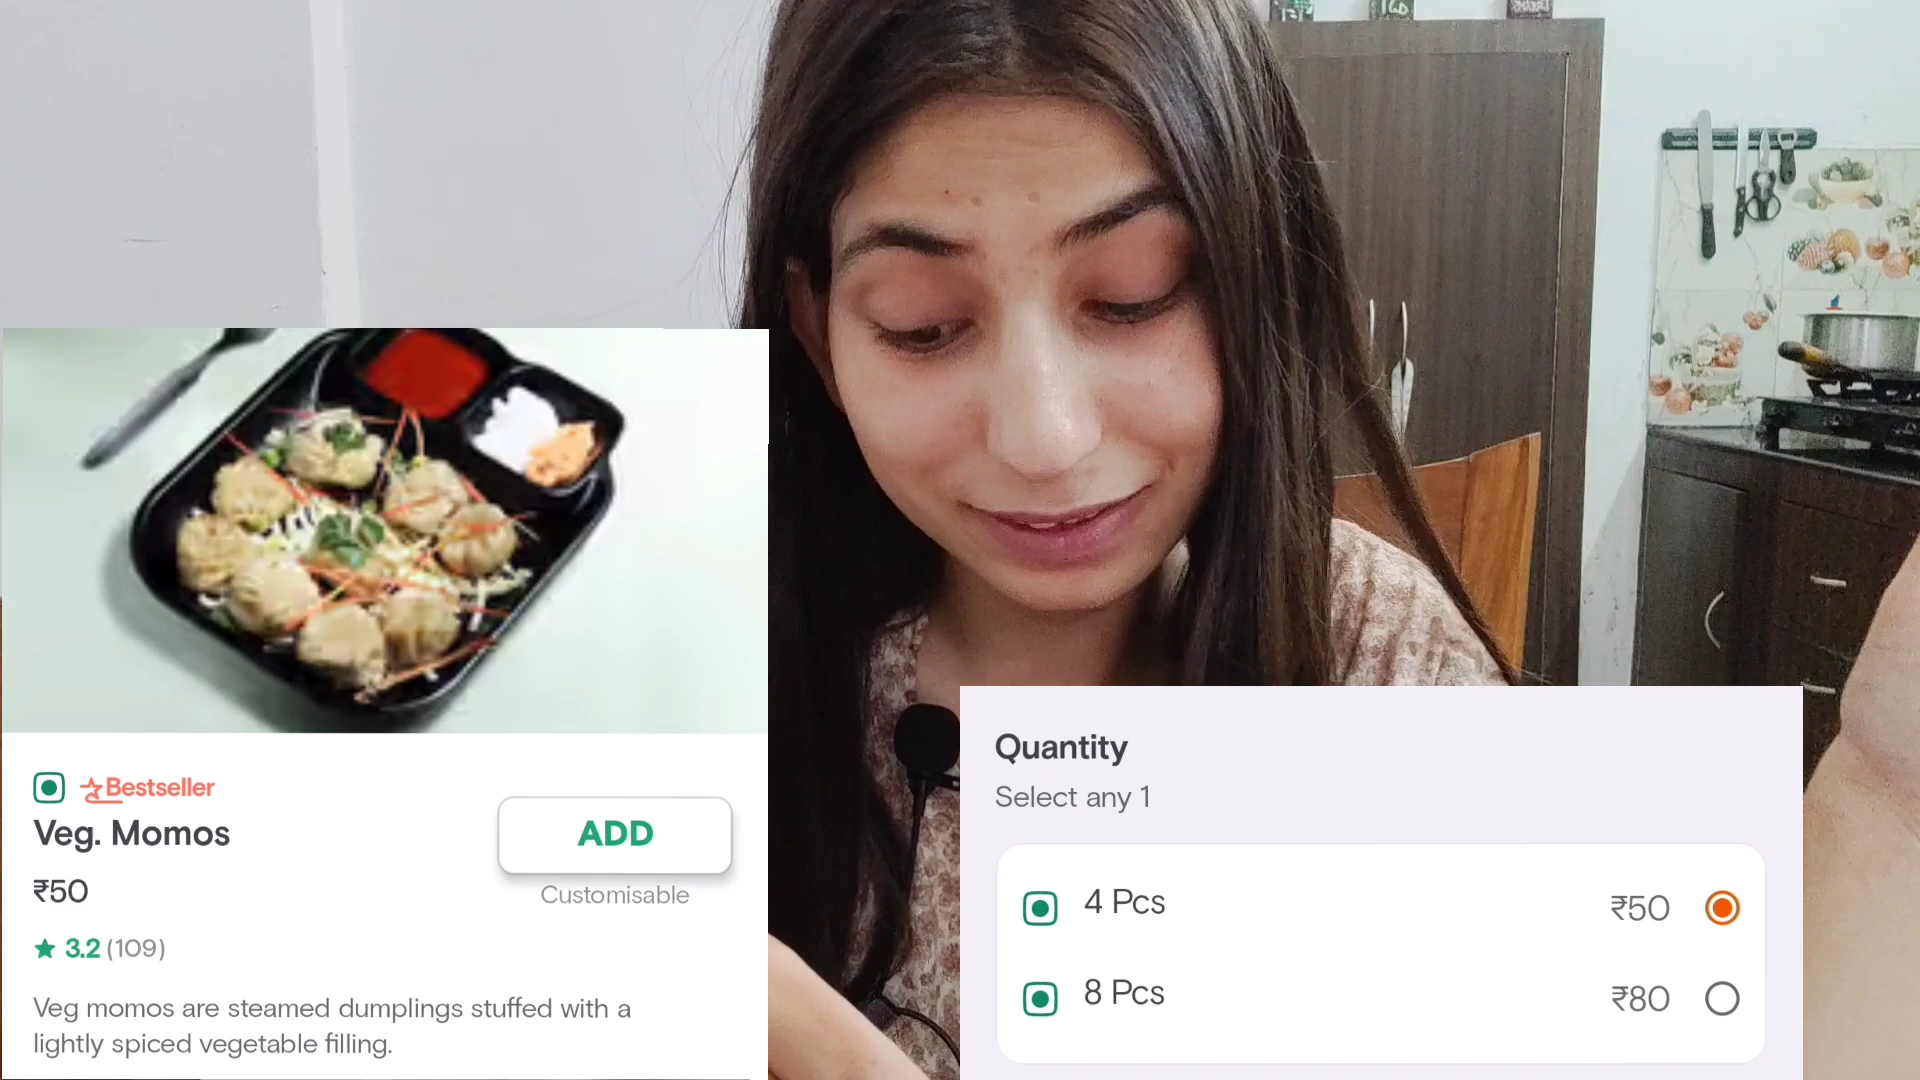 Bestseller
Veg. Momos
ADD
₹50
Customisable
3.2 (109)
Veg momos are steamed dumplings stuffed with a
lightly spiced vegetable filling.
Quantity
Select any 1
4 Pcs ₹50
8 Pcs ₹80